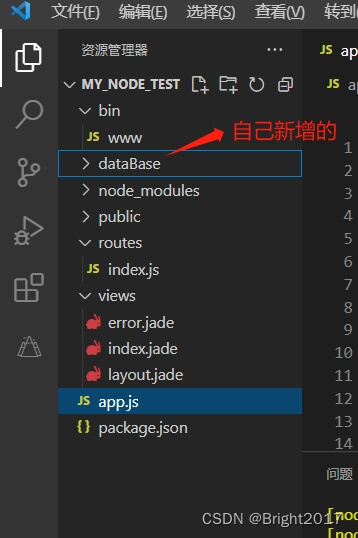 文件(F) 编辑(E) 选择(S) 查看(V) 转到
资源管理器 ···
MY_NODE_TEST
bin
JS www
dataBase
自己新增的
node_modules
public
routes
JS index.js
views
error.jade
index.jade
layout.jade
JS app.js
{ } package.json
JS ap
JS ap
1
2
3
4
5
6
7
8
9
10
11
12
13
14
问题
[nod
[nod
CSDN @Bright2017